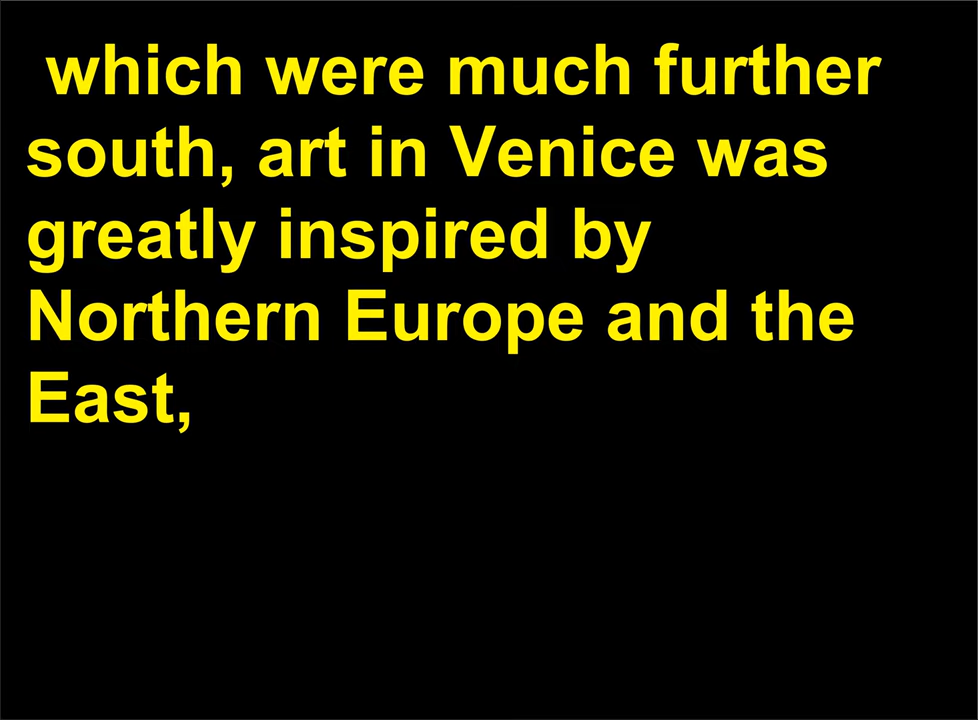 which were much further
south, art in Venice was
greatly inspired by
Northern Europe and the
East,